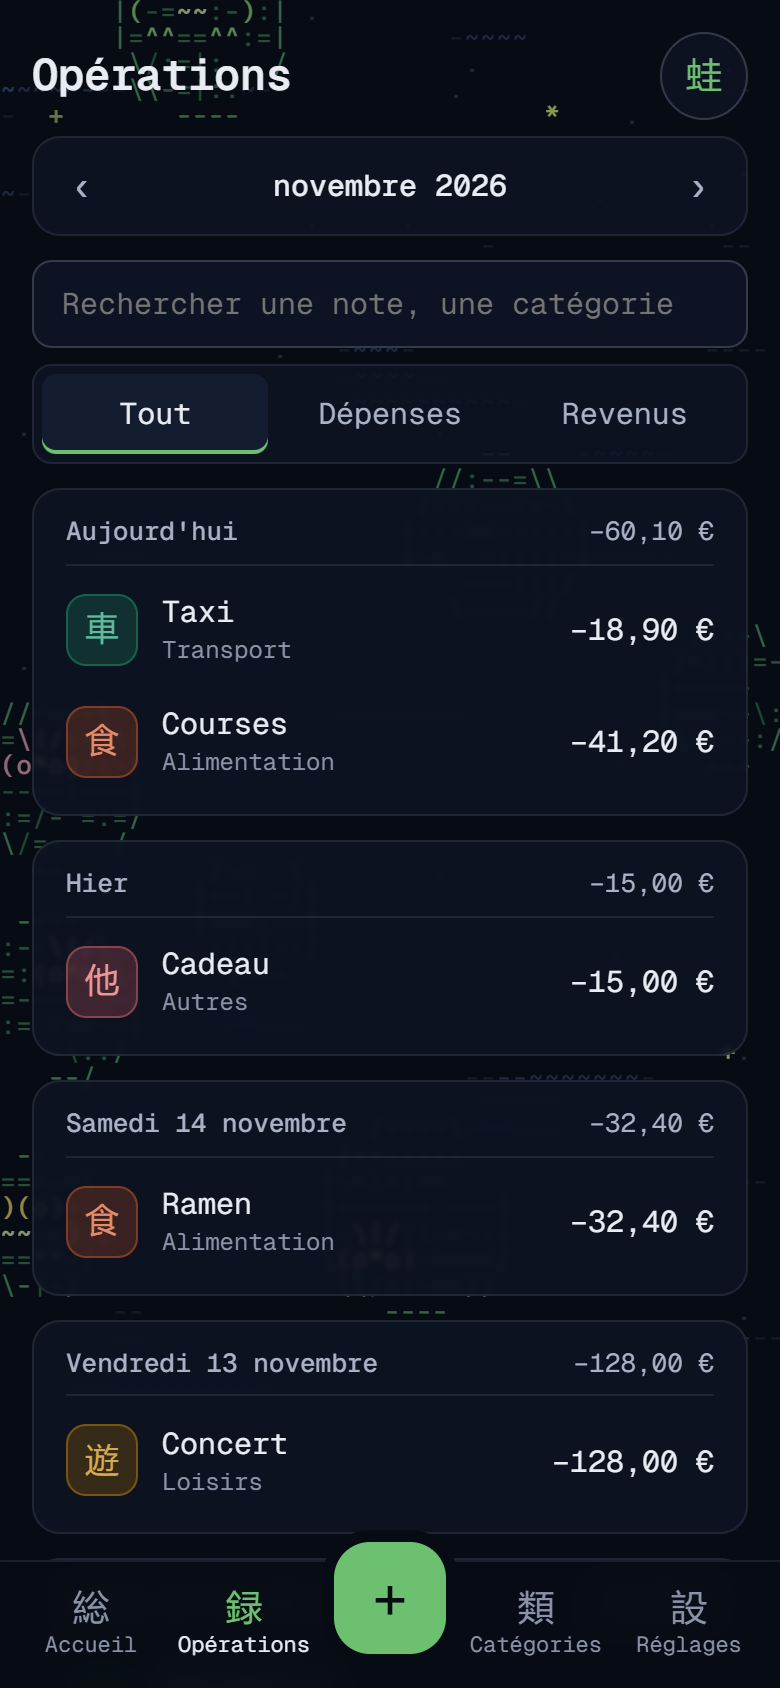 Opérations
蛙
‹ novembre 2026 ›
Rechercher une note, une catégorie
Tout Dépenses Revenus
Aujourd'hui -60,10 €
車 Taxi -18,90 €
Transport
食 Courses -41,20 €
Alimentation
Hier -15,00 €
他 Cadeau -15,00 €
Autres
Samedi 14 novembre -32,40 €
食 Ramen -32,40 €
Alimentation
Vendredi 13 novembre -128,00 €
遊 Concert -128,00 €
Loisirs
総 録 + 類 設
Accueil Opérations Catégories Réglages